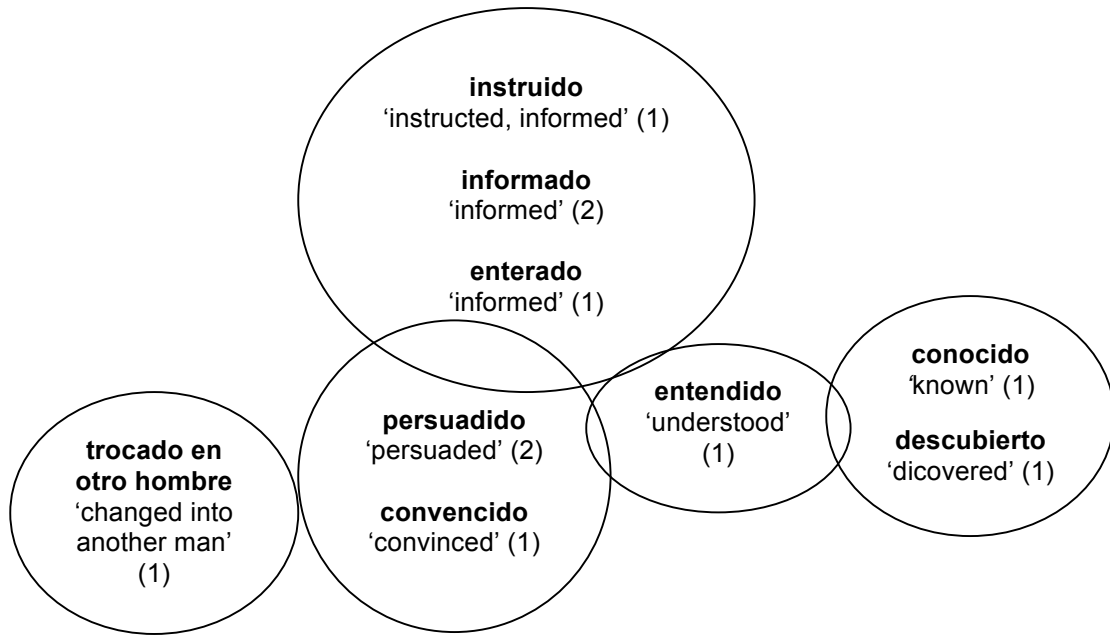 instruido
‘instructed, informed’ (1)
informado
‘informed’ (2)
enterado
‘informed’ (1)
trocado en
otro hombre
‘changed into
another man’
(1)
persuadido
‘persuaded’ (2)
convencido
‘convinced’ (1)
entendido
‘understood’
(1)
conocido
‘known’ (1)
descubierto
‘dicovered’ (1)